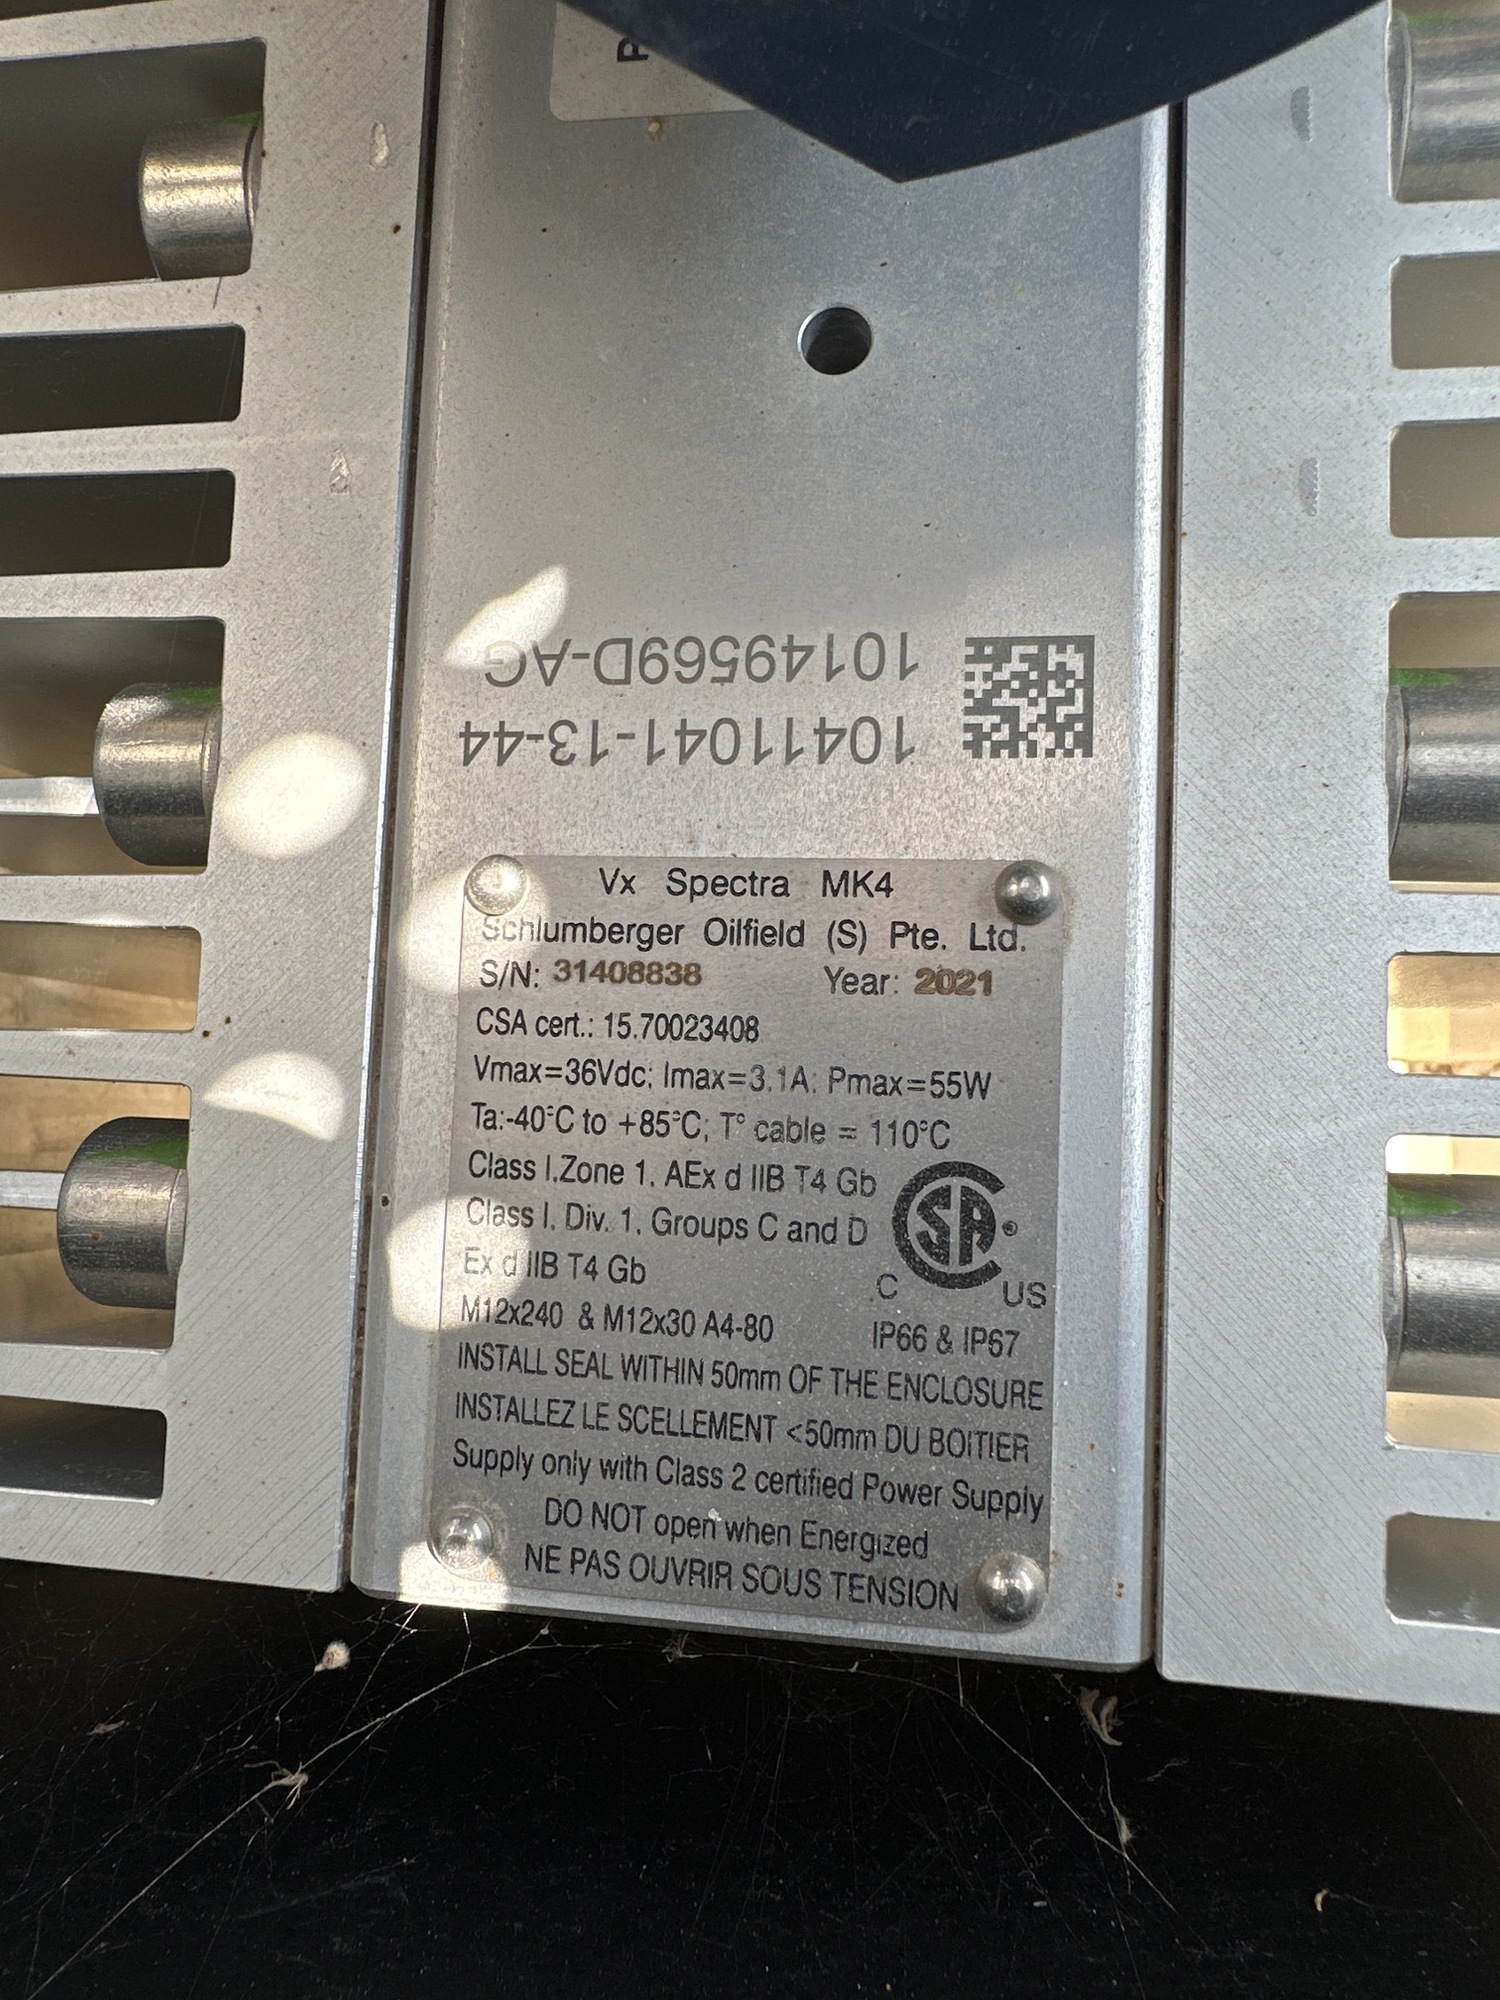 10149569D-AG
10411041-13-44
Vx Spectra MK4
Schlumberger Oilfield (S) Pte. Ltd.
S/N: 31408838 Year: 2021
CSA cert.: 15.70023408
Vmax=36Vdc; Imax=3.1A; Pmax=55W
Ta:-40°C to +85°C; T° cable = 110°C
Class I.Zone 1. AEx d IIB T4 Gb
Class I, Div. 1, Groups C and D
Ex d IIB T4 Gb
CSA ®
C US
M12x240 & M12x30 A4-80 IP66 & IP67
INSTALL SEAL WITHIN 50mm OF THE ENCLOSURE
INSTALLEZ LE SCELLEMENT <50mm DU BOITIER
Supply only with Class 2 certified Power Supply
DO NOT open when Energized
NE PAS OUVRIR SOUS TENSION